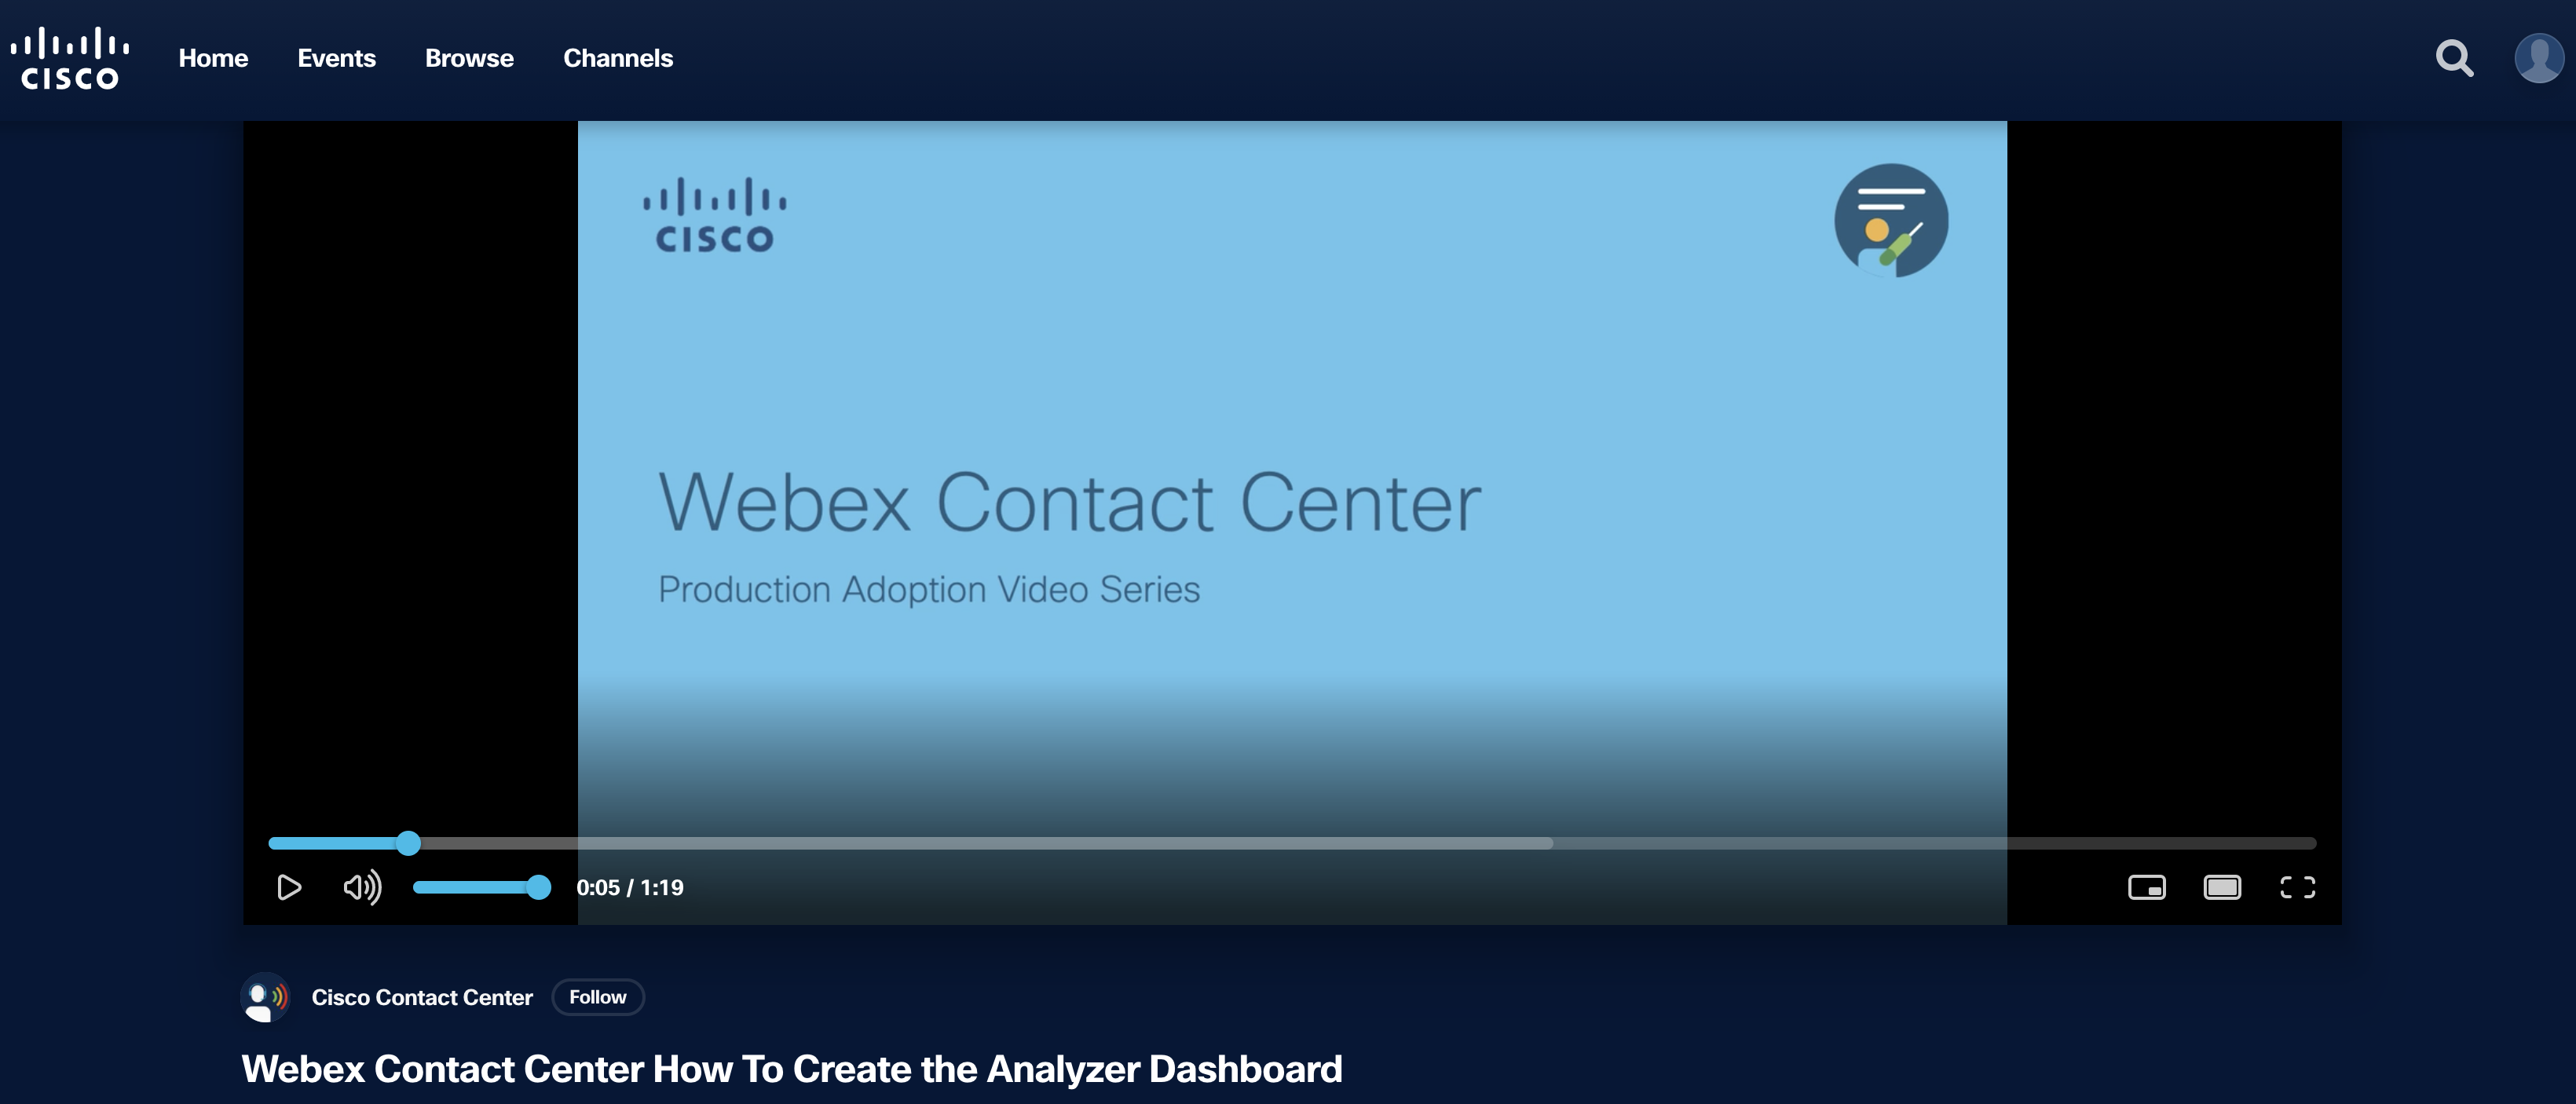 CISCO
Home Events Browse Channels
CISCO
Webex Contact Center
Production Adoption Video Series
0:05 / 1:19
Cisco Contact Center Follow
Webex Contact Center How To Create the Analyzer Dashboard